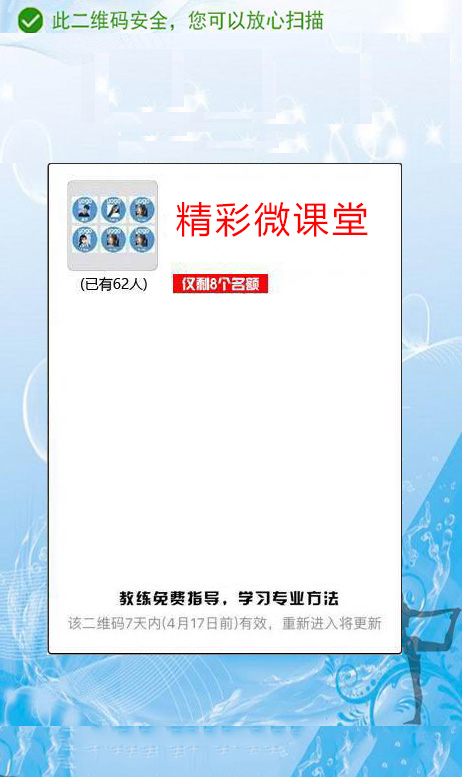 此二维码安全，您可以放心扫描
精彩微课堂
(已有62人)
仅剩8个名额
教练免费指导，学习专业方法
该二维码7天内(4月17日前)有效，重新进入将更新